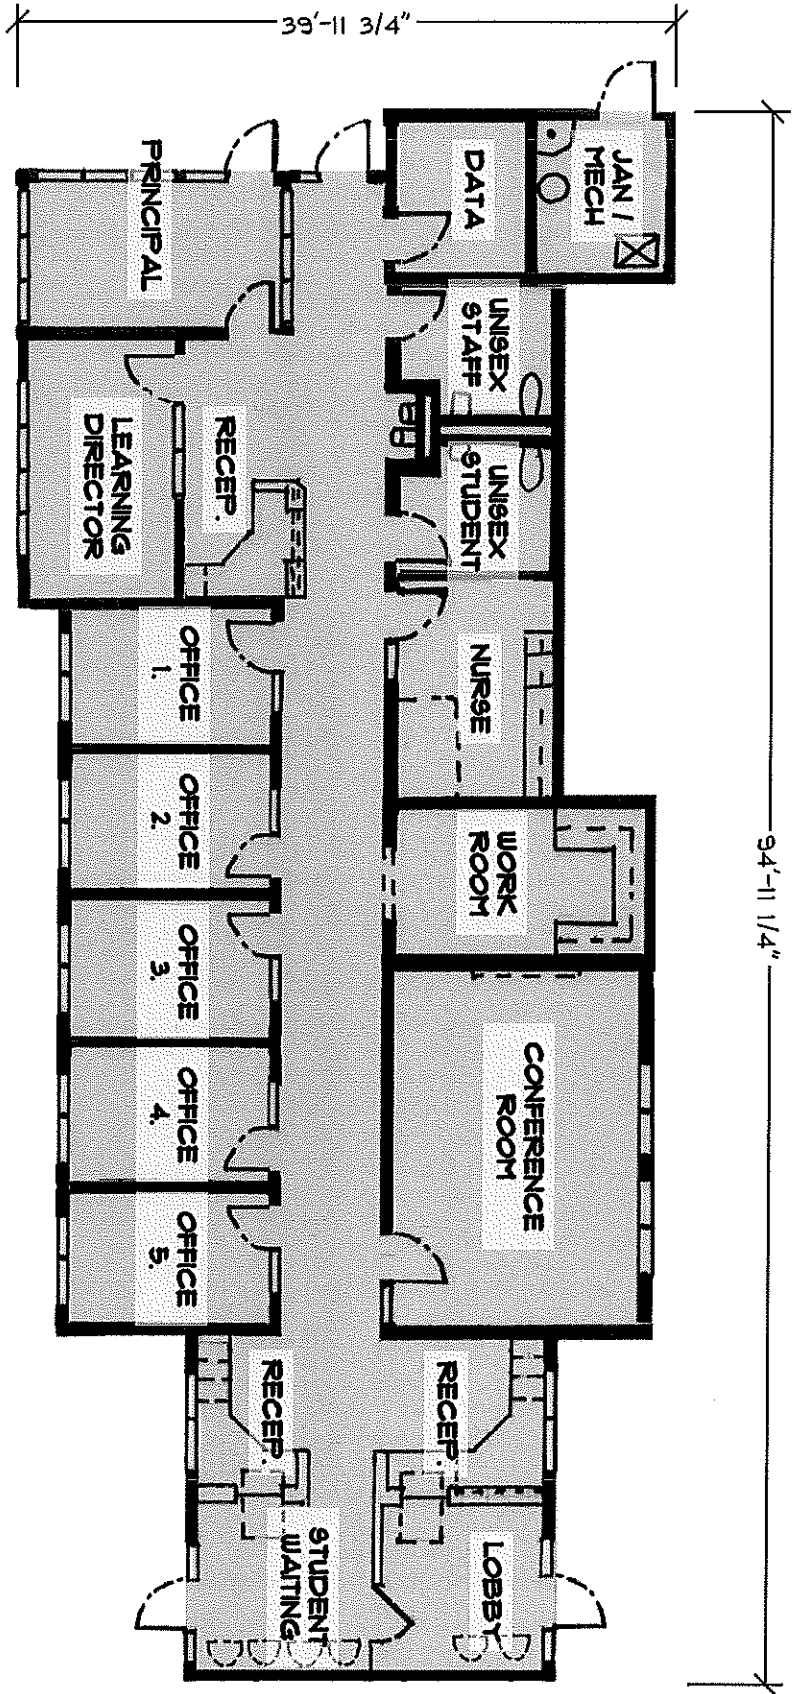 39'-11 3/4"
94'-11 1/4"
JAN /
MECH
DATA
PRINCIPAL
UNISEX
STAFF
RECEP.
LEARNING
DIRECTOR
UNISEX
STUDENT
OFFICE
1.
NURSE
OFFICE
2.
WORK
ROOM
OFFICE
3.
CONFERENCE
ROOM
OFFICE
4.
OFFICE
5.
RECEP.
RECEP.
STUDENT
WAITING
LOBBY